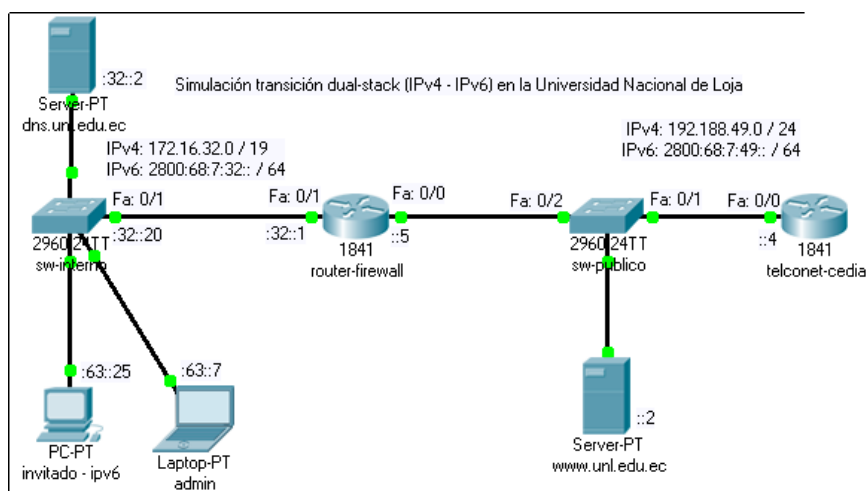 :32::2
Simulación transición dual-stack (IPv4 - IPv6) en la Universidad Nacional de Loja
Server-PT
dns.unl.edu.ec
IPv4: 172.16.32.0 / 19
IPv6: 2800:68:7:32:: / 64
IPv4: 192.188.49.0 / 24
IPv6: 2800:68:7:49:: / 64
Fa: 0/1
Fa: 0/1
Fa: 0/0
Fa: 0/2
Fa: 0/1
Fa: 0/0
2960-24TT
sw-interno
:32::20
:32::1
1841
router-firewall
::5
2960-24TT
sw-publico
::4
1841
telconet-cedia
:63::25
:63::7
PC-PT
invitado - ipv6
Laptop-PT
admin
::2
Server-PT
www.unl.edu.ec